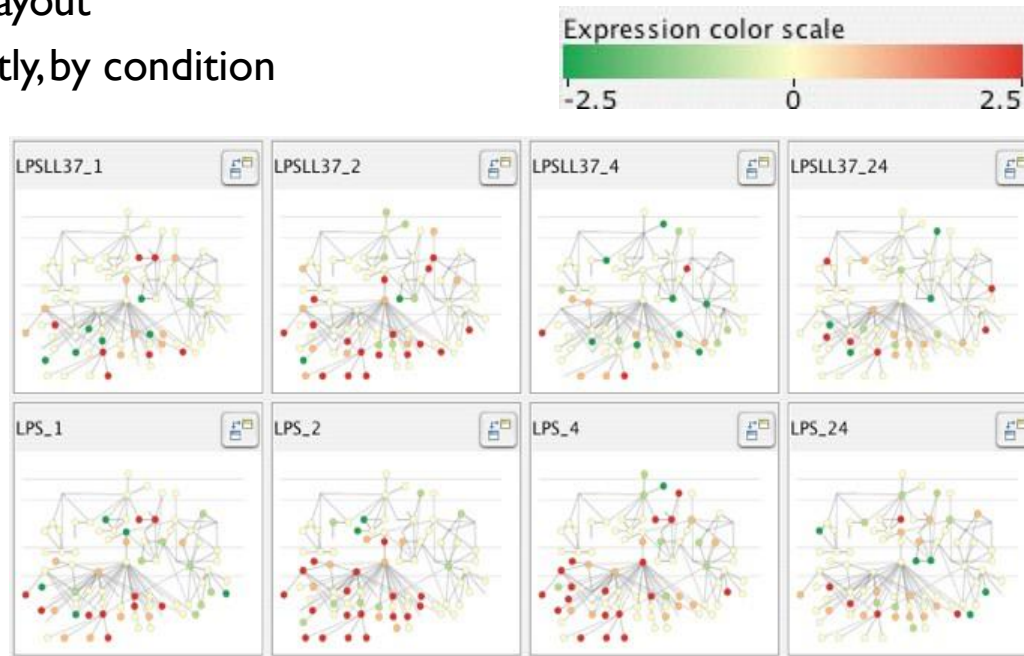 tly, by condition
Expression color scale
-2.5 0 2.5
LPSLL37_1 LPSLL37_2 LPSLL37_4 LPSLL37_24
LPS_1 LPS_2 LPS_4 LPS_24